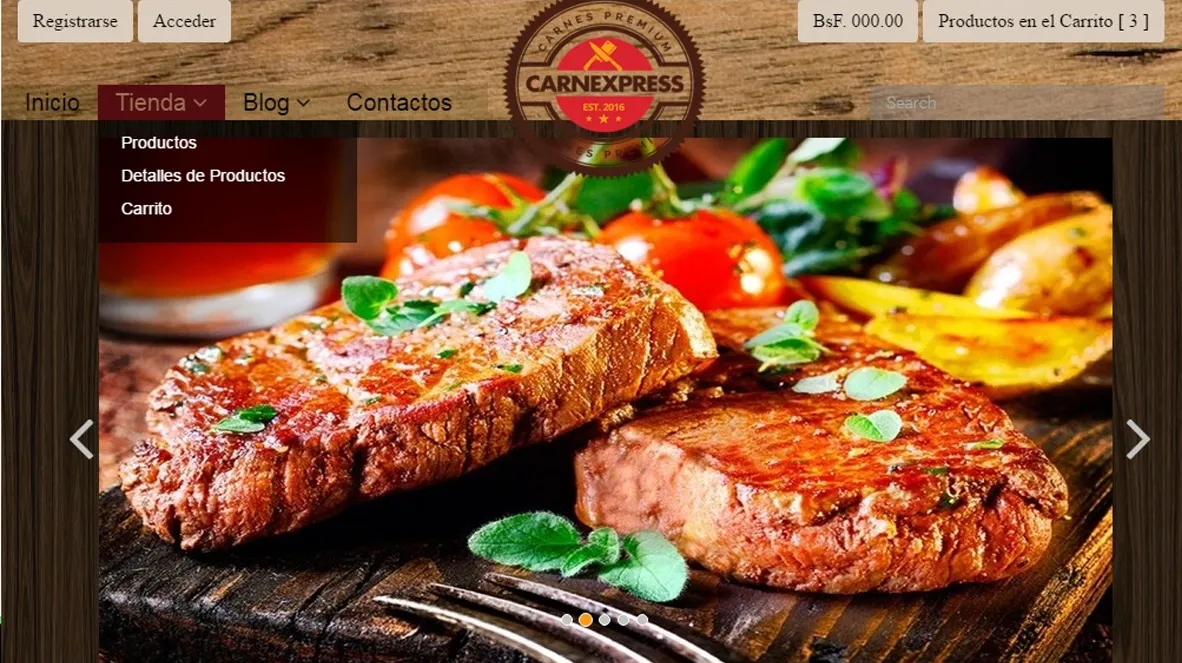 Registrarse
Acceder
BsF. 000.00
Productos en el Carrito [ 3 ]
CARNES PREMIUM
CARNEXPRESS
EST. 2016
Inicio
Tienda
Blog
Contactos
Search
Productos
Detalles de Productos
Carrito